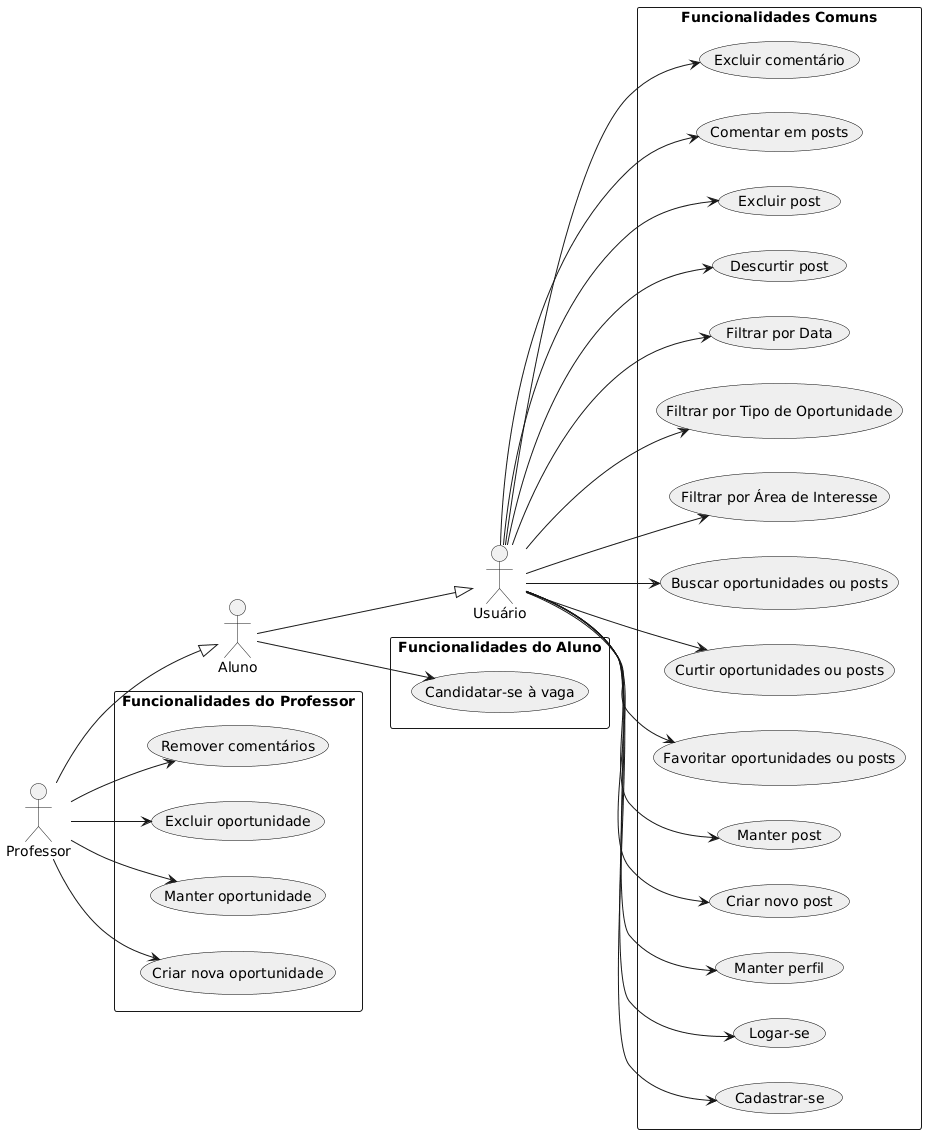 Funcionalidades Comuns
Excluir comentário
Comentar em posts
Excluir post
Descurtir post
Filtrar por Data
Filtrar por Tipo de Oportunidade
Filtrar por Área de Interesse
Buscar oportunidades ou posts
Usuário
Aluno
Funcionalidades do Aluno
Curtir oportunidades ou posts
Candidatar-se à vaga
Funcionalidades do Professor
Remover comentários
Favoritar oportunidades ou posts
Excluir oportunidade
Professor
Manter post
Manter oportunidade
Criar novo post
Criar nova oportunidade
Manter perfil
Logar-se
Cadastrar-se